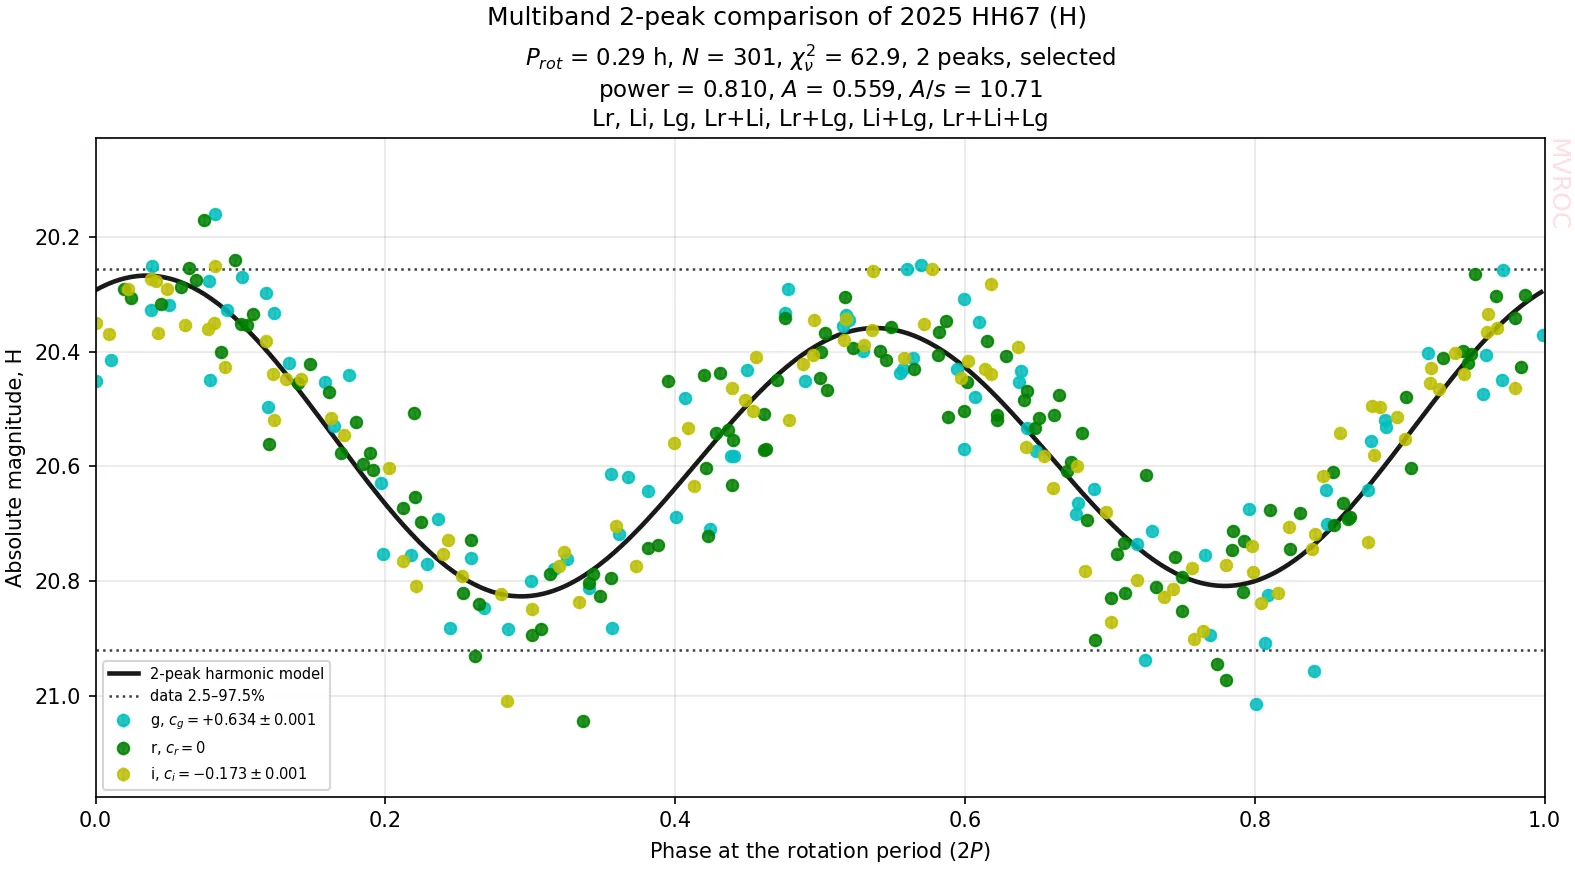 Multiband 2-peak comparison of 2025 HH67 (H)
P_rot = 0.29 h, N = 301, χ²_ν = 62.9, 2 peaks, selected
power = 0.810, A = 0.559, A/s = 10.71
Lr, Li, Lg, Lr+Li, Lr+Lg, Li+Lg, Lr+Li+Lg
MVROC
Absolute magnitude, H
20.2
20.4
20.6
20.8
21.0
2-peak harmonic model
data 2.5–97.5%
g, c_g = +0.634 ± 0.001
r, c_r = 0
i, c_i = −0.173 ± 0.001
0.0 0.2 0.4 0.6 0.8 1.0
Phase at the rotation period (2P)